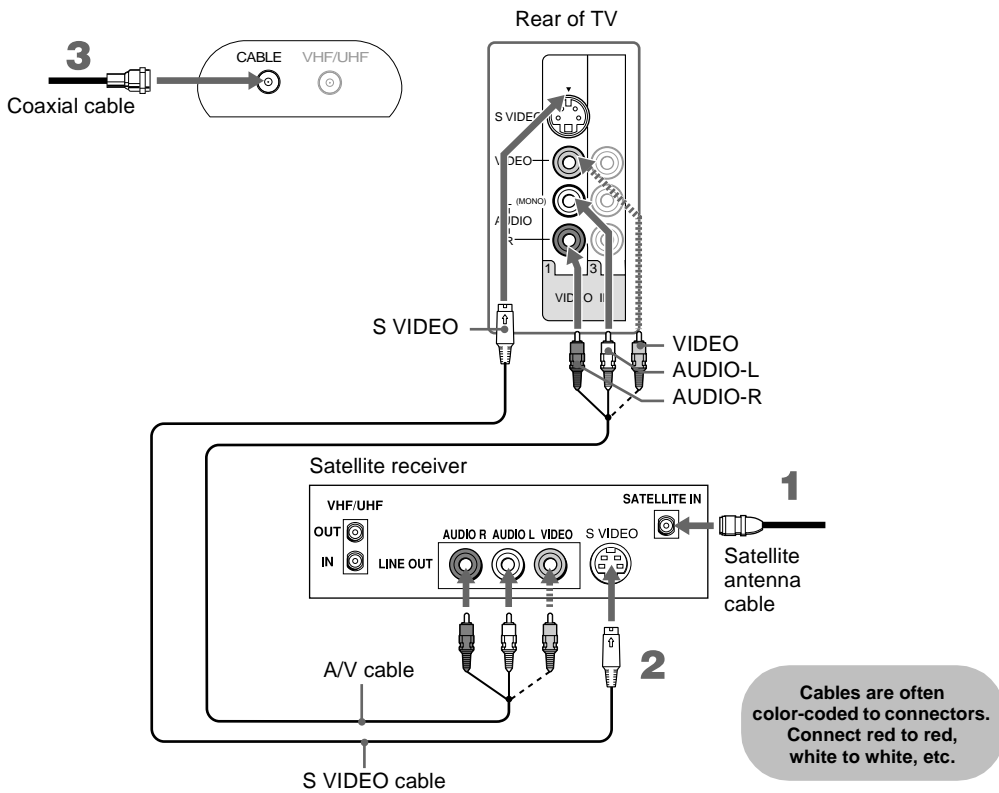 Rear of TV
3
CABLE
VHF/UHF
Coaxial cable
S VIDEO
VIDEO
(MONO)
L
AUDIO
R
1
3
VIDEO IN
S VIDEO
VIDEO
AUDIO-L
AUDIO-R
Satellite receiver
VHF/UHF
OUT
IN
LINE OUT
AUDIO R
AUDIO L
VIDEO
S VIDEO
SATELLITE IN
1
Satellite
antenna
cable
A/V cable
2
S VIDEO cable
Cables are often
color-coded to connectors.
Connect red to red,
white to white, etc.